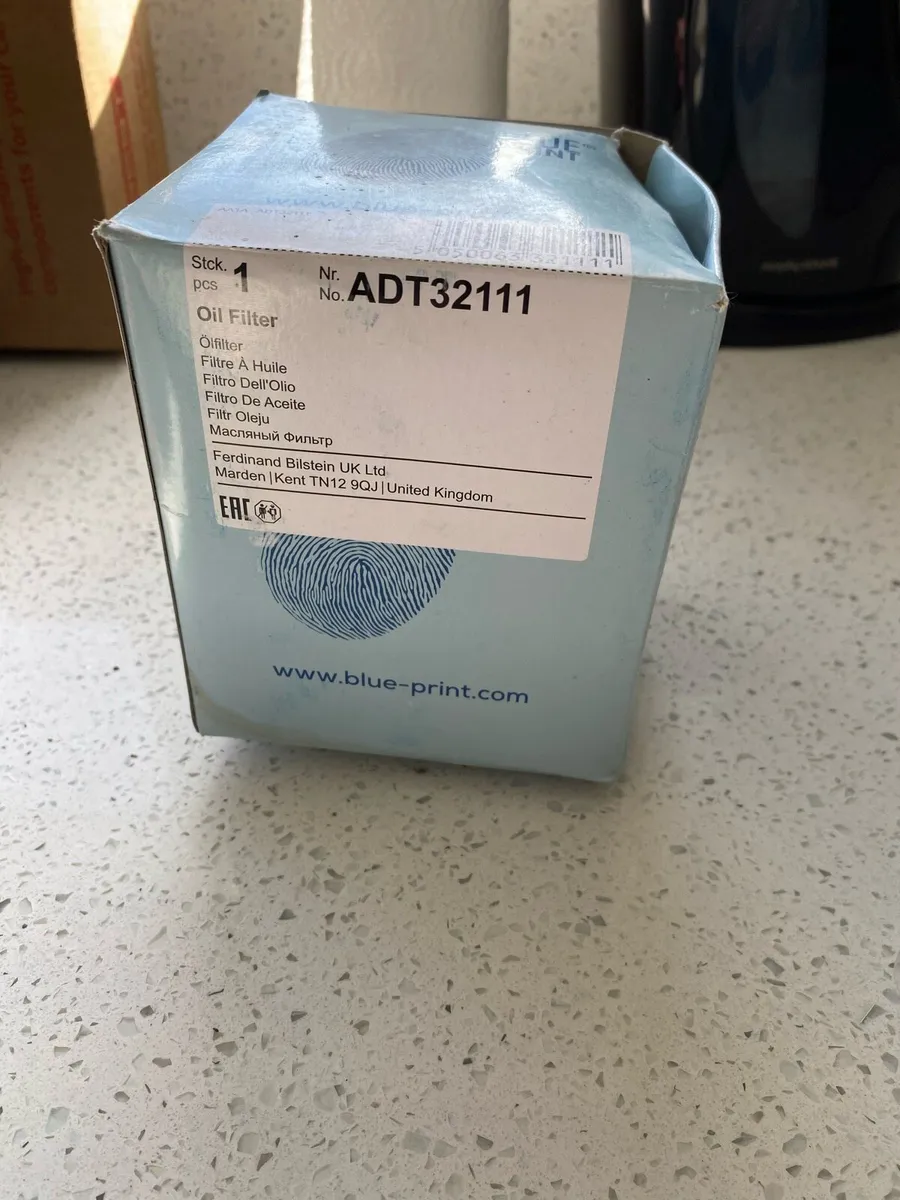 Stck.
pcs 1
Nr.
No. ADT32111
Oil Filter
Ölfilter
Filtre À Huile
Filtro Dell'Olio
Filtro De Aceite
Filtr Oleju
Масляный Фильтр
Ferdinand Bilstein UK Ltd
Marden | Kent TN12 9QJ | United Kingdom
EAC
www.blue-print.com